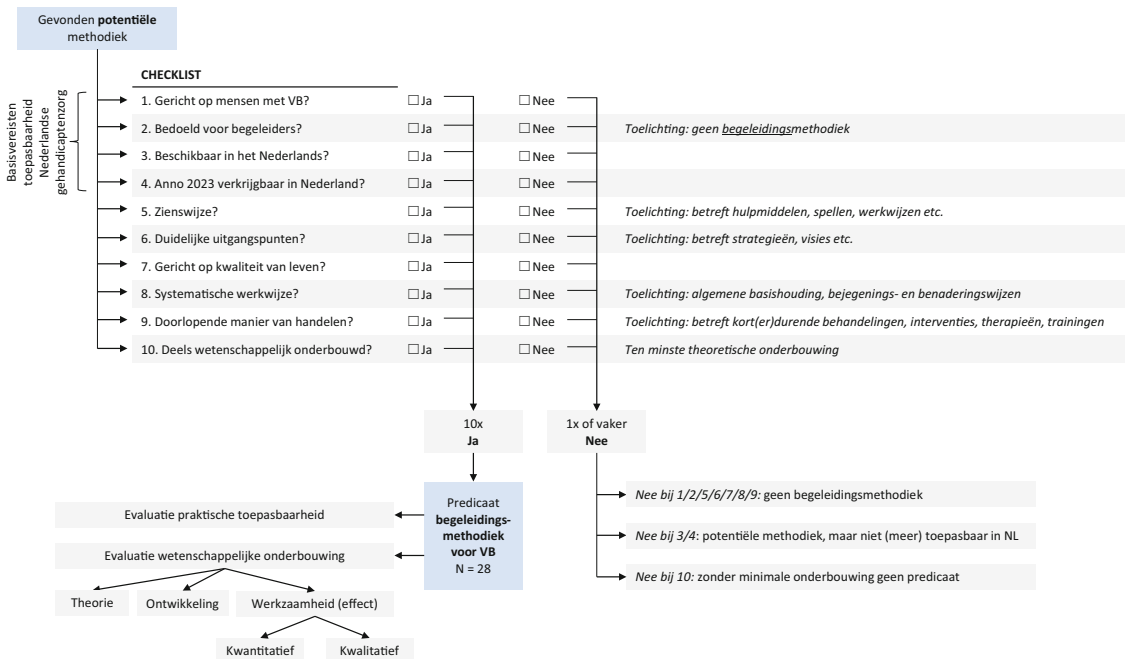 Gevonden potentiële
methodiek
Basisvereisten
toepasbaarheid
Nederlandse
gehandicaptenzorg
CHECKLIST
1. Gericht op mensen met VB? ☐ Ja ☐ Nee
2. Bedoeld voor begeleiders? ☐ Ja ☐ Nee Toelichting: geen begeleidingsmethodiek
3. Beschikbaar in het Nederlands? ☐ Ja ☐ Nee
4. Anno 2023 verkrijgbaar in Nederland? ☐ Ja ☐ Nee
5. Zienswijze? ☐ Ja ☐ Nee Toelichting: betreft hulpmiddelen, spellen, werkwijzen etc.
6. Duidelijke uitgangspunten? ☐ Ja ☐ Nee Toelichting: betreft strategieën, visies etc.
7. Gericht op kwaliteit van leven? ☐ Ja ☐ Nee
8. Systematische werkwijze? ☐ Ja ☐ Nee Toelichting: algemene basishouding, bejegenings- en benaderingswijzen
9. Doorlopende manier van handelen? ☐ Ja ☐ Nee Toelichting: betreft kort(er)durende behandelingen, interventies, therapieën, trainingen
10. Deels wetenschappelijk onderbouwd? ☐ Ja ☐ Nee Ten minste theoretische onderbouwing
10x
Ja
1x of vaker
Nee
Predicaat
begeleidings-
methodiek
voor VB
N = 28
Nee bij 1/2/5/6/7/8/9: geen begeleidingsmethodiek
Nee bij 3/4: potentiële methodiek, maar niet (meer) toepasbaar in NL
Nee bij 10: zonder minimale onderbouwing geen predicaat
Evaluatie praktische toepasbaarheid
Evaluatie wetenschappelijke onderbouwing
Theorie
Ontwikkeling
Werkzaamheid (effect)
Kwantitatief
Kwalitatief